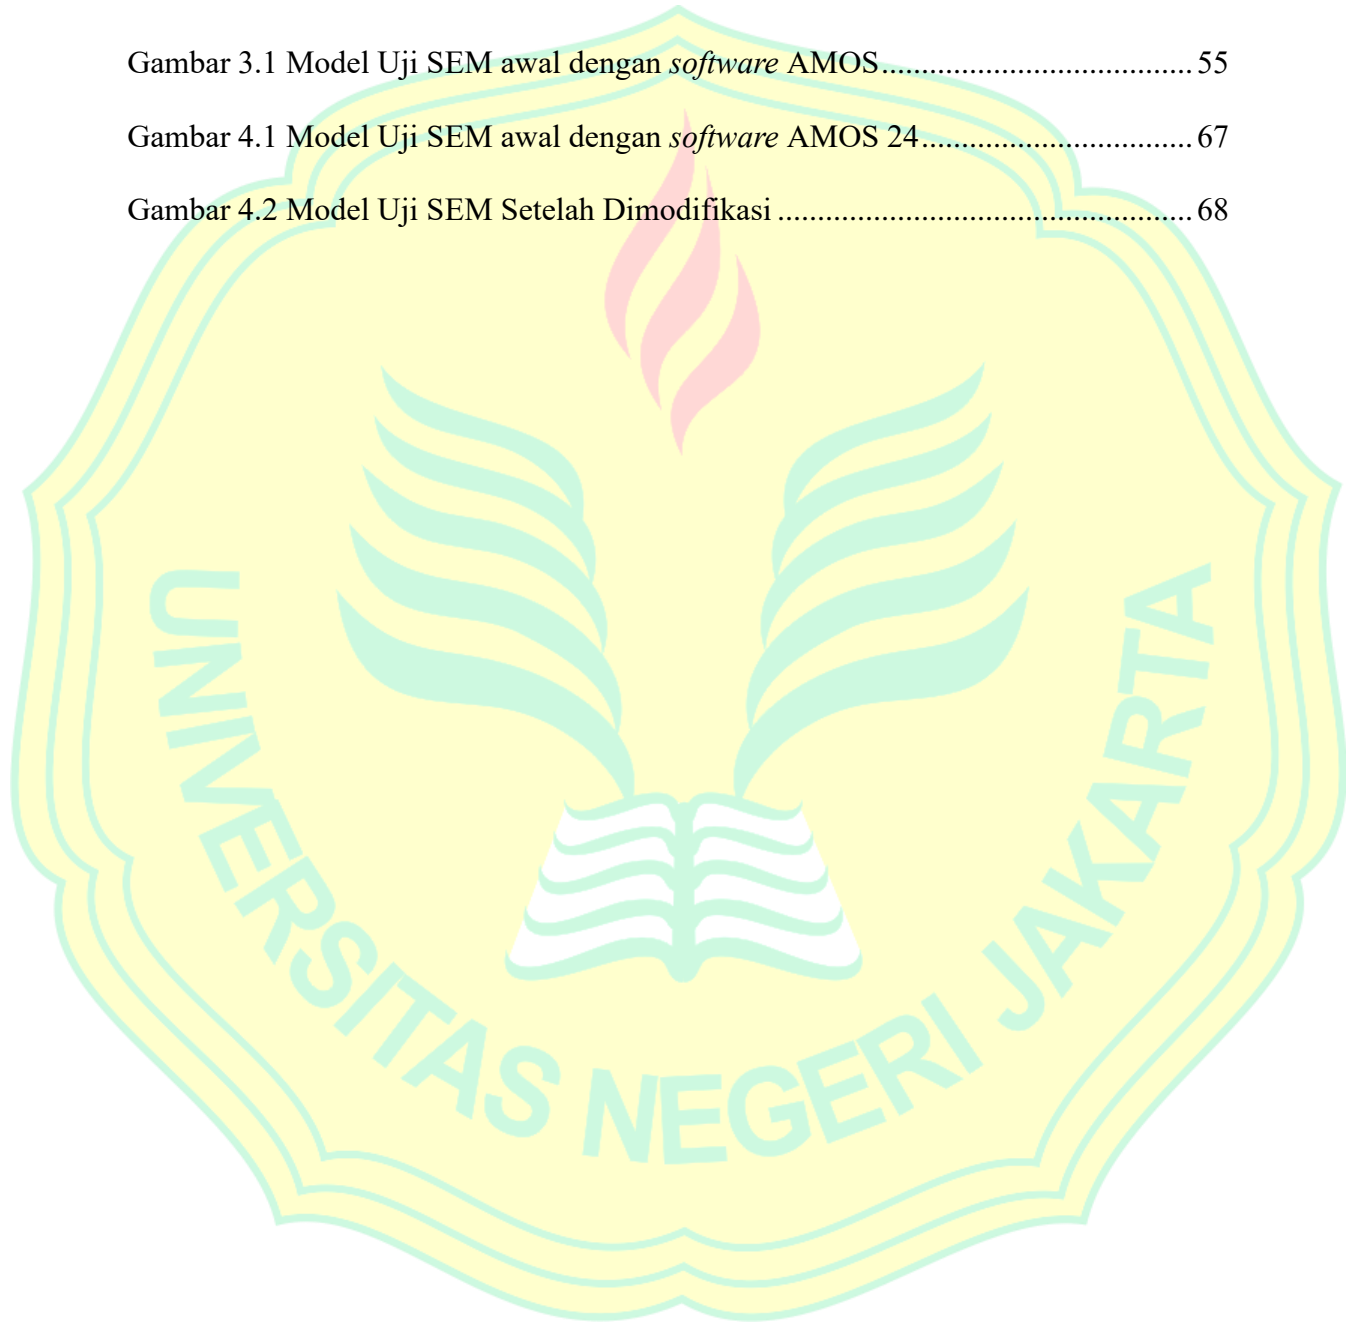 Gambar 3.1 Model Uji SEM awal dengan software AMOS....................................... 55
Gambar 4.1 Model Uji SEM awal dengan software AMOS 24.................................. 67
Gambar 4.2 Model Uji SEM Setelah Dimodifikasi .................................................... 68
UNIVERSITAS NEGERI JAKARTA